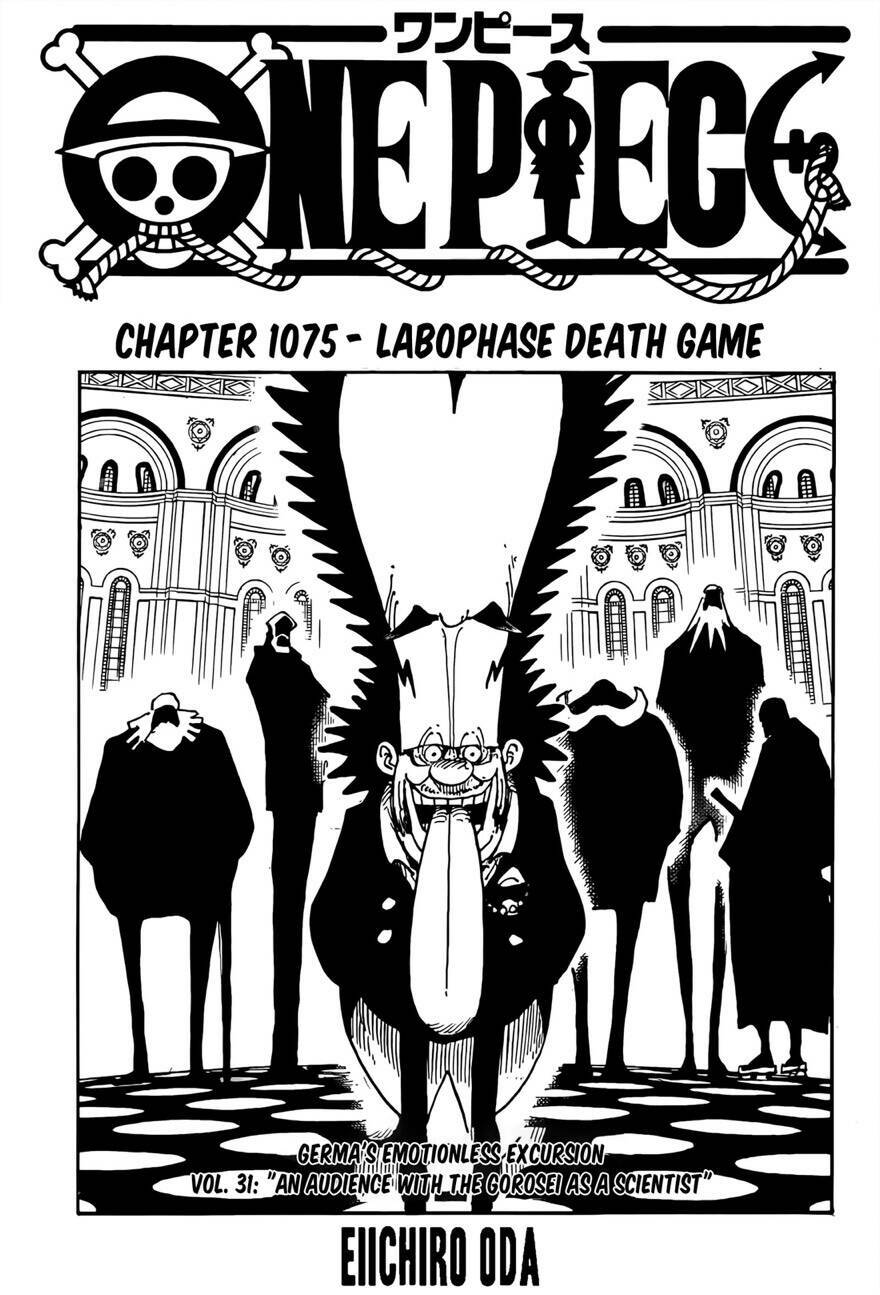 ワンピース
ONE PIECE
CHAPTER 1075 - LABOPHASE DEATH GAME
GERMA'S EMOTIONLESS EXCURSION
VOL. 31: "AN AUDIENCE WITH THE GOROSEI AS A SCIENTIST"
EIICHIRO ODA